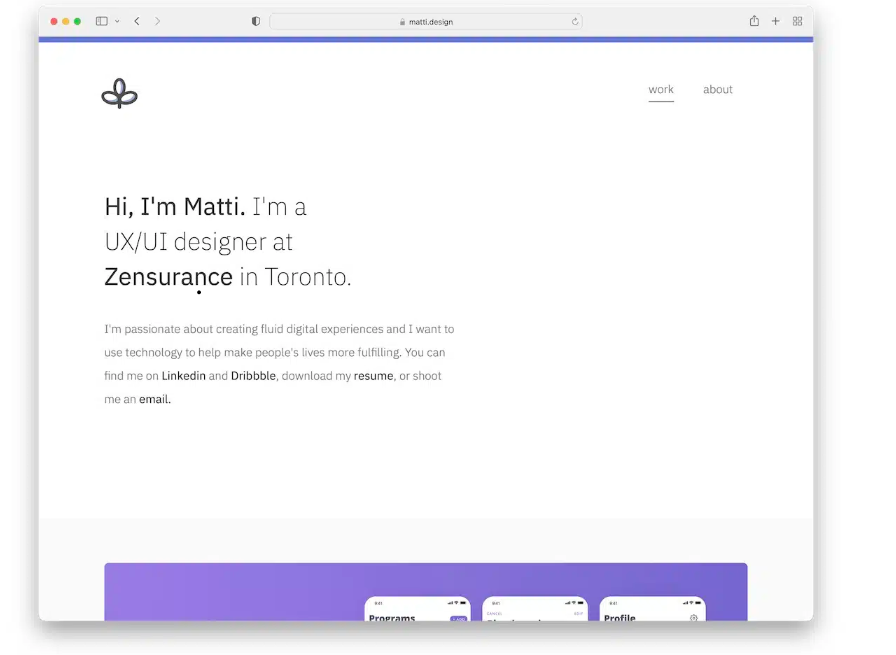 matti.design
work about
Hi, I'm Matti. I'm a
UX/UI designer at
Zensurance in Toronto.
I'm passionate about creating fluid digital experiences and I want to
use technology to help make people's lives more fulfilling. You can
find me on Linkedin and Dribbble, download my resume, or shoot
me an email.
9:41 9:41 9:41
Programs
Profile